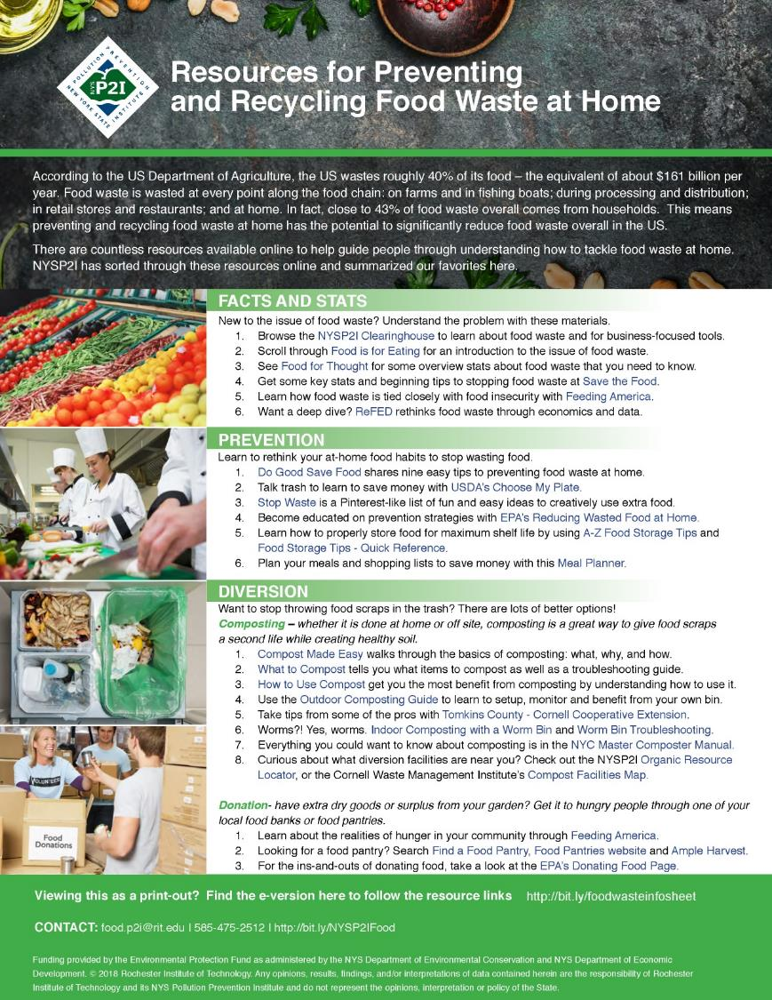 POLLUTION PREVENTION
NEW YORK STATE INSTITUTE
NYS P2I
Resources for Preventing
and Recycling Food Waste at Home
According to the US Department of Agriculture, the US wastes roughly 40% of its food – the equivalent of about $161 billion per
year. Food waste is wasted at every point along the food chain: on farms and in fishing boats; during processing and distribution;
in retail stores and restaurants; and at home. In fact, close to 43% of food waste overall comes from households.  This means
preventing and recycling food waste at home has the potential to significantly reduce food waste overall in the US.
There are countless resources available online to help guide people through understanding how to tackle food waste at home.
NYSP2I has sorted through these resources online and summarized our favorites here.
FACTS AND STATS
New to the issue of food waste? Understand the problem with these materials.
1. Browse the NYSP2I Clearinghouse to learn about food waste and for business-focused tools.
2. Scroll through Food is for Eating for an introduction to the issue of food waste.
3. See Food for Thought for some overview stats about food waste that you need to know.
4. Get some key stats and beginning tips to stopping food waste at Save the Food.
5. Learn how food waste is tied closely with food insecurity with Feeding America.
6. Want a deep dive? ReFED rethinks food waste through economics and data.
PREVENTION
Learn to rethink your at-home food habits to stop wasting food.
1. Do Good Save Food shares nine easy tips to preventing food waste at home.
2. Talk trash to learn to save money with USDA's Choose My Plate.
3. Stop Waste is a Pinterest-like list of fun and easy ideas to creatively use extra food.
4. Become educated on prevention strategies with EPA's Reducing Wasted Food at Home.
5. Learn how to properly store food for maximum shelf life by using A-Z Food Storage Tips and
Food Storage Tips - Quick Reference.
6. Plan your meals and shopping lists to save money with this Meal Planner.
DIVERSION
Want to stop throwing food scraps in the trash? There are lots of better options!
Composting – whether it is done at home or off site, composting is a great way to give food scraps
a second life while creating healthy soil.
1. Compost Made Easy walks through the basics of composting: what, why, and how.
2. What to Compost tells you what items to compost as well as a troubleshooting guide.
3. How to Use Compost get you the most benefit from composting by understanding how to use it.
4. Use the Outdoor Composting Guide to learn to setup, monitor and benefit from your own bin.
5. Take tips from some of the pros with Tomkins County - Cornell Cooperative Extension.
6. Worms?! Yes, worms. Indoor Composting with a Worm Bin and Worm Bin Troubleshooting.
7. Everything you could want to know about composting is in the NYC Master Composter Manual.
8. Curious about what diversion facilities are near you? Check out the NYSP2I Organic Resource
Locator, or the Cornell Waste Management Institute's Compost Facilities Map.
VOLUNTEER
Food
Donations
Donation- have extra dry goods or surplus from your garden? Get it to hungry people through one of your
local food banks or food pantries.
1. Learn about the realities of hunger in your community through Feeding America.
2. Looking for a food pantry? Search Find a Food Pantry, Food Pantries website and Ample Harvest.
3. For the ins-and-outs of donating food, take a look at the EPA's Donating Food Page.
Viewing this as a print-out?  Find the e-version here to follow the resource links http://bit.ly/foodwasteinfosheet
CONTACT: food.p2i@rit.edu I 585-475-2512 I http://bit.ly/NYSP2IFood
Funding provided by the Environmental Protection Fund as administered by the NYS Department of Environmental Conservation and NYS Department of Economic
Development. © 2018 Rochester Institute of Technology. Any opinions, results, findings, and/or interpretations of data contained herein are the responsibility of Rochester
Institute of Technology and its NYS Pollution Prevention Institute and do not represent the opinions, interpretation or policy of the State.